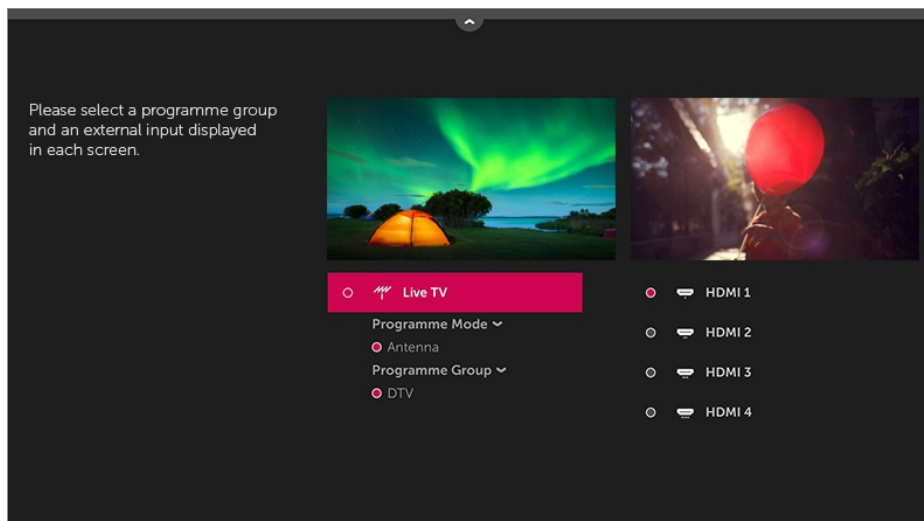 Please select a programme group
and an external input displayed
in each screen.
Live TV
Programme Mode
Antenna
Programme Group
DTV
HDMI 1
HDMI 2
HDMI 3
HDMI 4